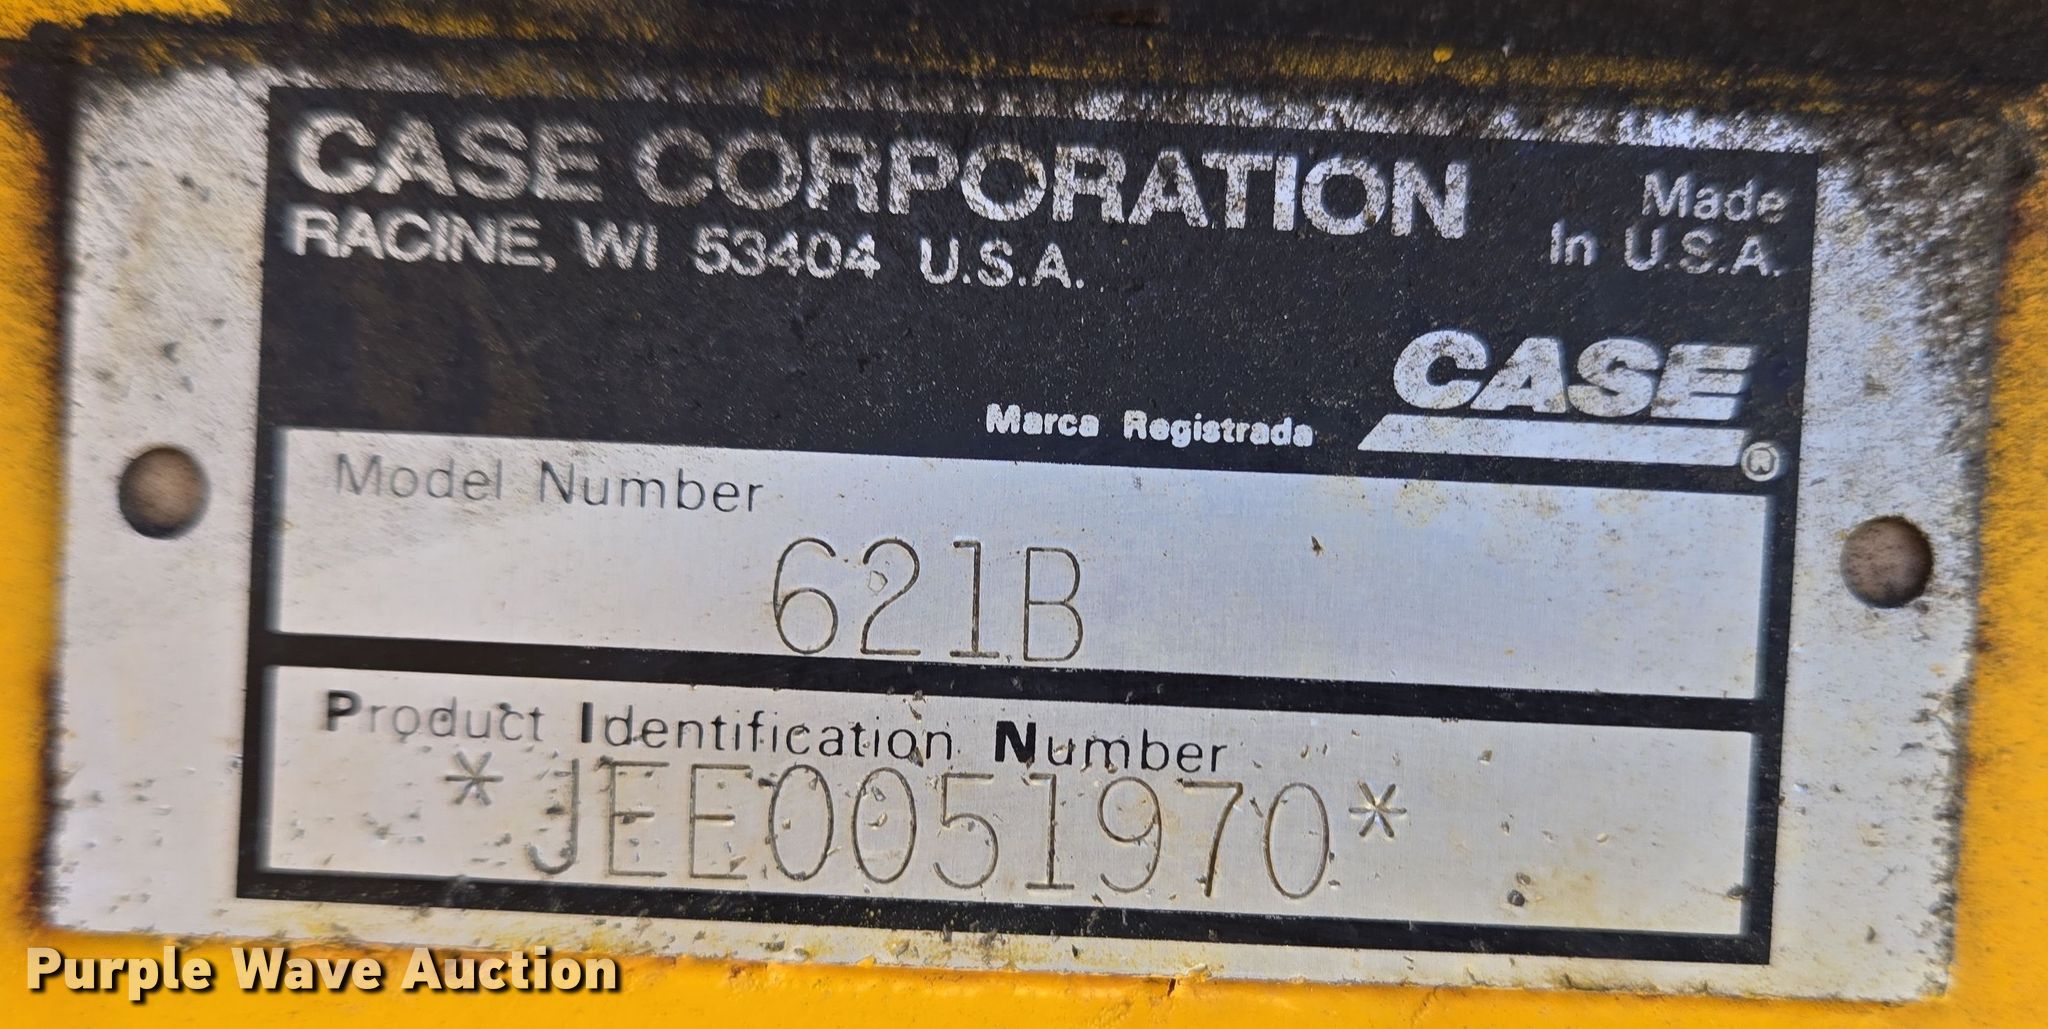 CASE CORPORATION
RACINE, WI 53404 U.S.A.
Made
In U.S.A.
Marca Registrada
CASE
®
Model Number
621B
Product Identification Number
*JEE0051970*
Purple Wave Auction